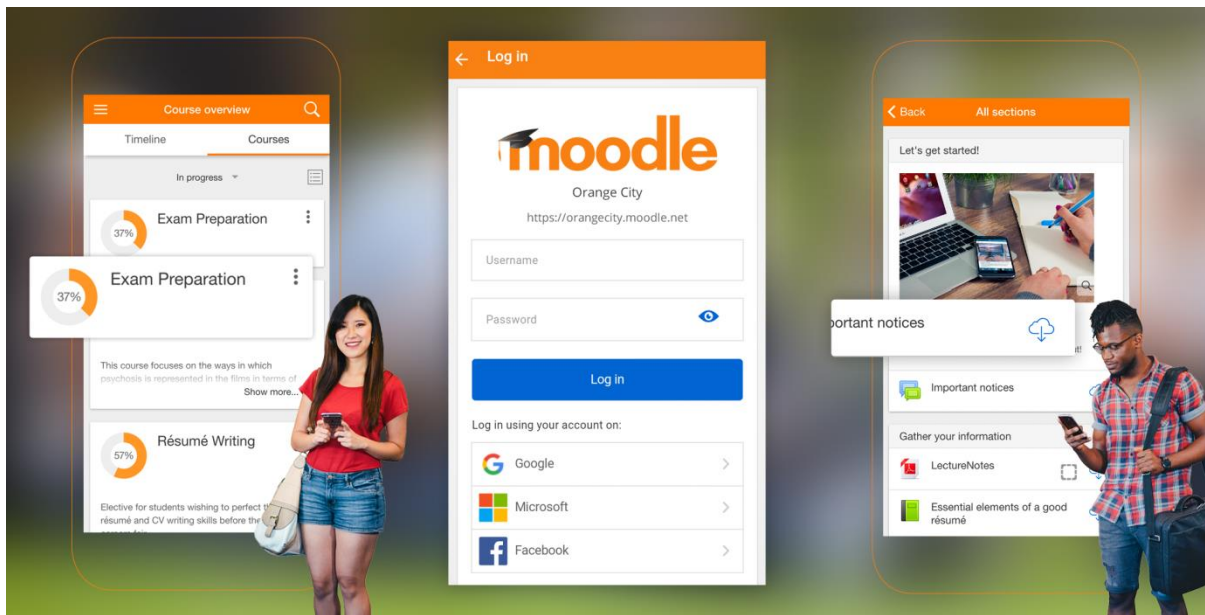 Course overview
Timeline
Courses
In progress
Exam Preparation
37%
Exam Preparation
37%
This course focuses on the ways in which
psychosis is represented in the films in terms of
Show more...
Résumé Writing
57%
Elective for students wishing to perfect
résumé and CV writing skills before the
Log in
moodle
Orange City
https://orangecity.moodle.net
Username
Password
Log in
Log in using your account on:
Google
Microsoft
Facebook
Back
All sections
Let's get started!
notices
Important notices
Gather your information
LectureNotes
Essential elements of a good
résumé